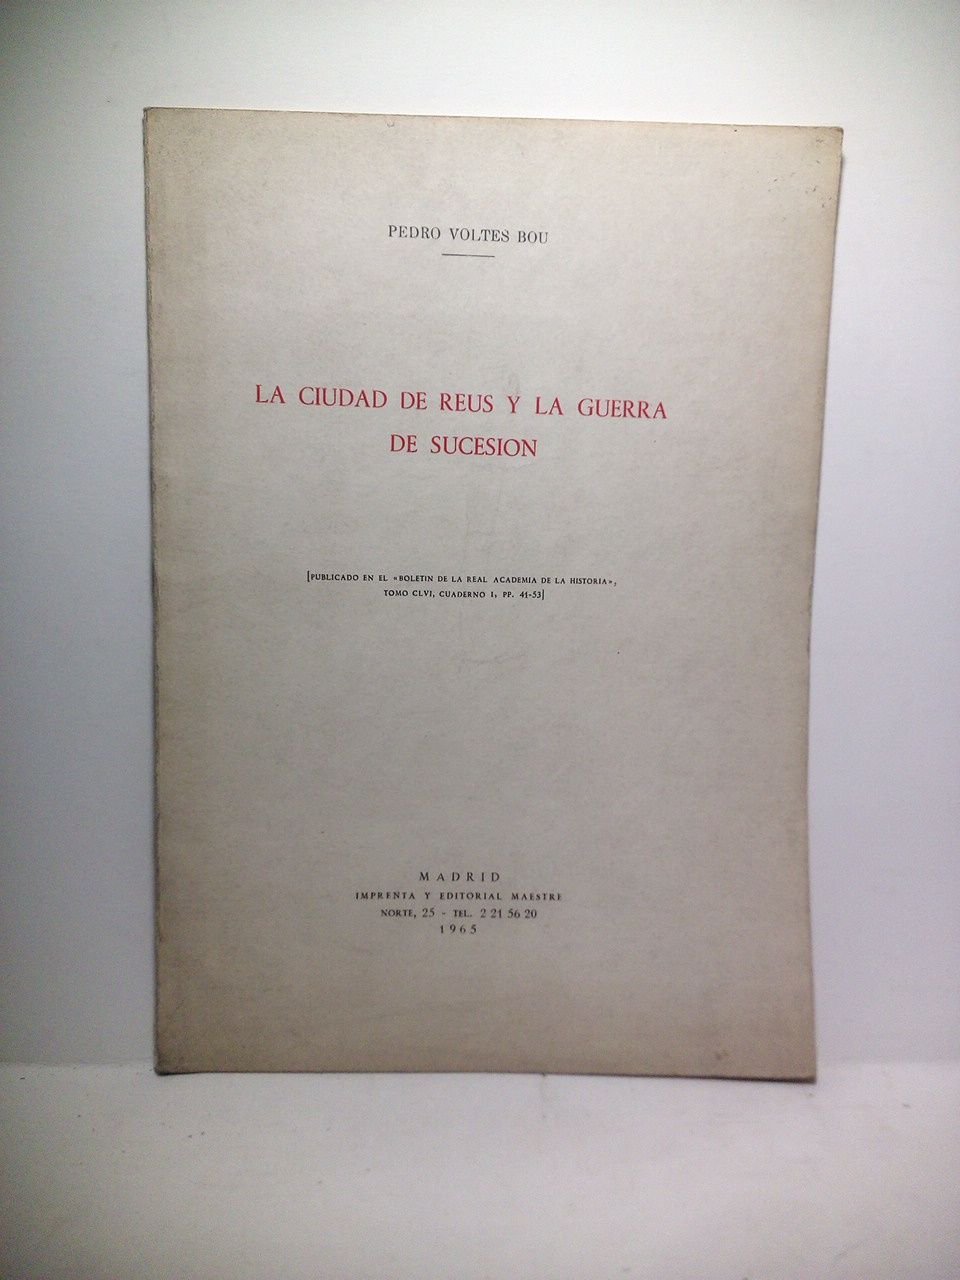 PEDRO VOLTES BOU
LA CIUDAD DE REUS Y LA GUERRA
DE SUCESION
[PUBLICADO EN EL «BOLETIN DE LA REAL ACADEMIA DE LA HISTORIA»,
TOMO CLVI, CUADERNO I, PP. 41-53]
MADRID
IMPRENTA Y EDITORIAL MAESTRE
NORTE, 25 - TEL. 2 21 56 20
1965